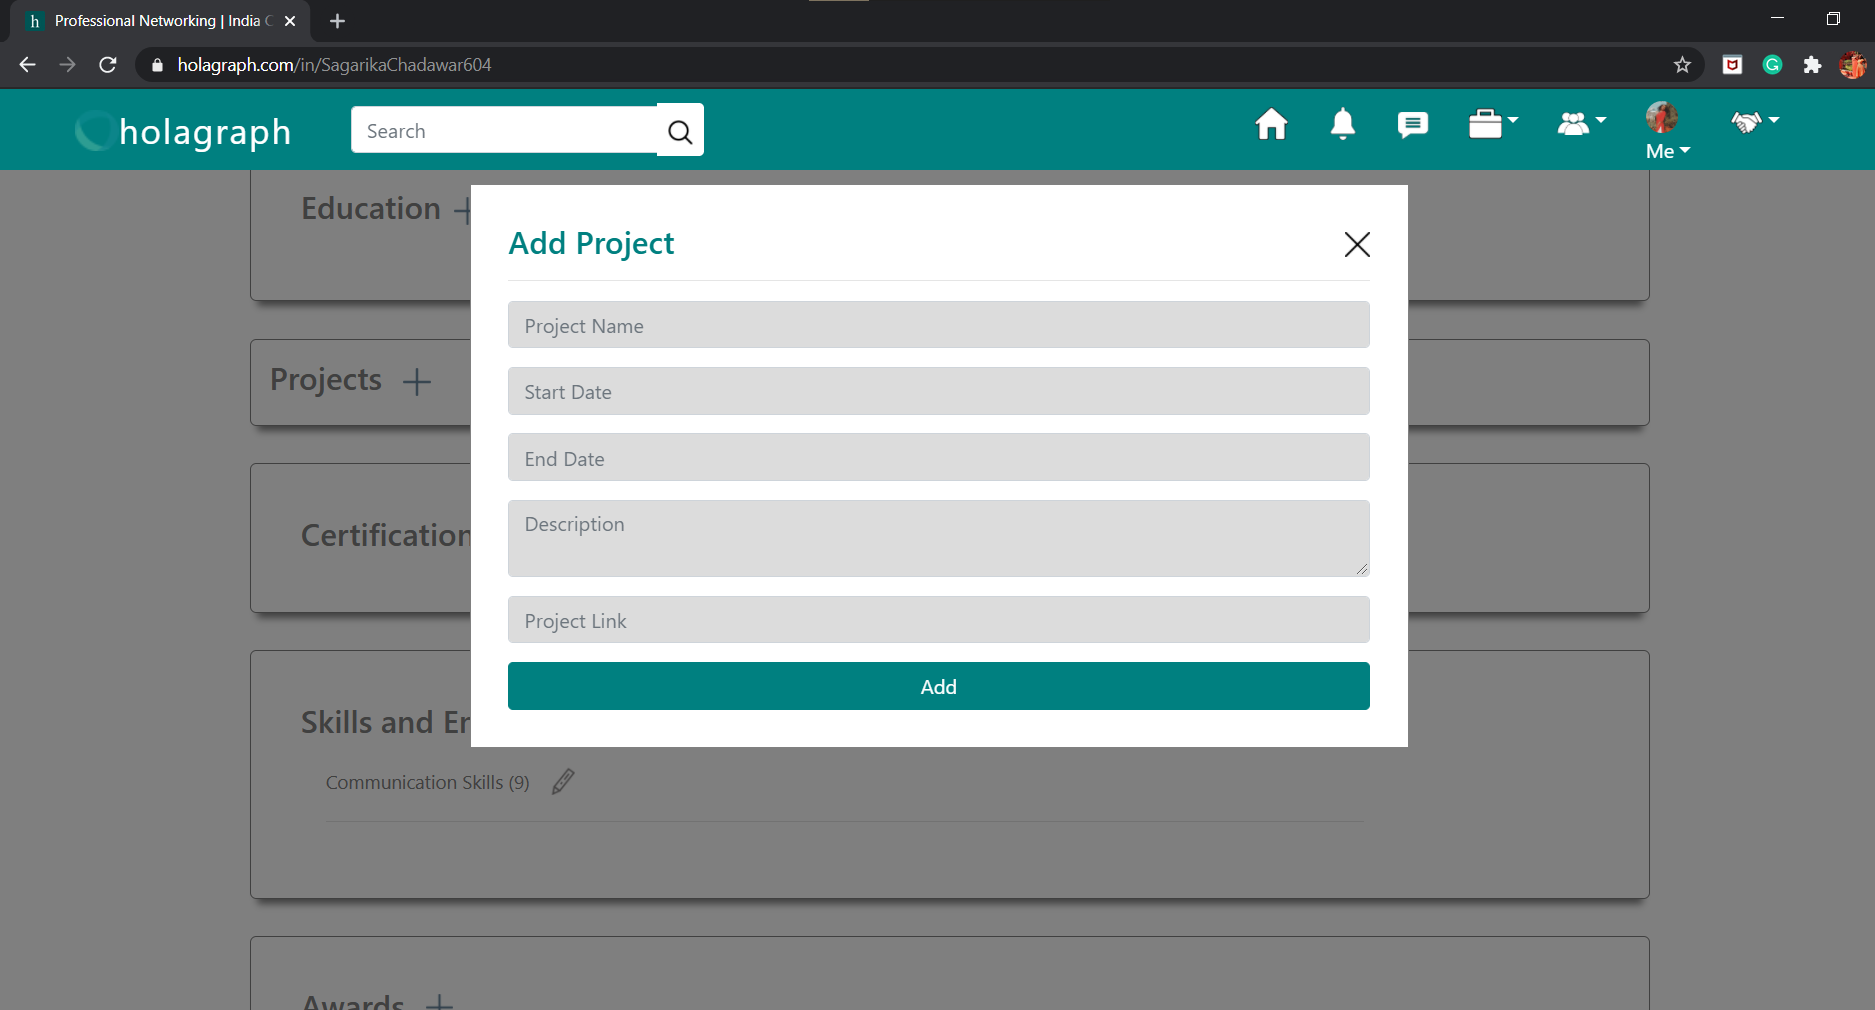 h Professional Networking | India C
holagraph.com/in/SagarikaChadawar604
holagraph
Search
Me
Education
Add Project
Project Name
Projects
Start Date
End Date
Description
Certification
Project Link
Add
Skills and En
Communication Skills (9)
Awards